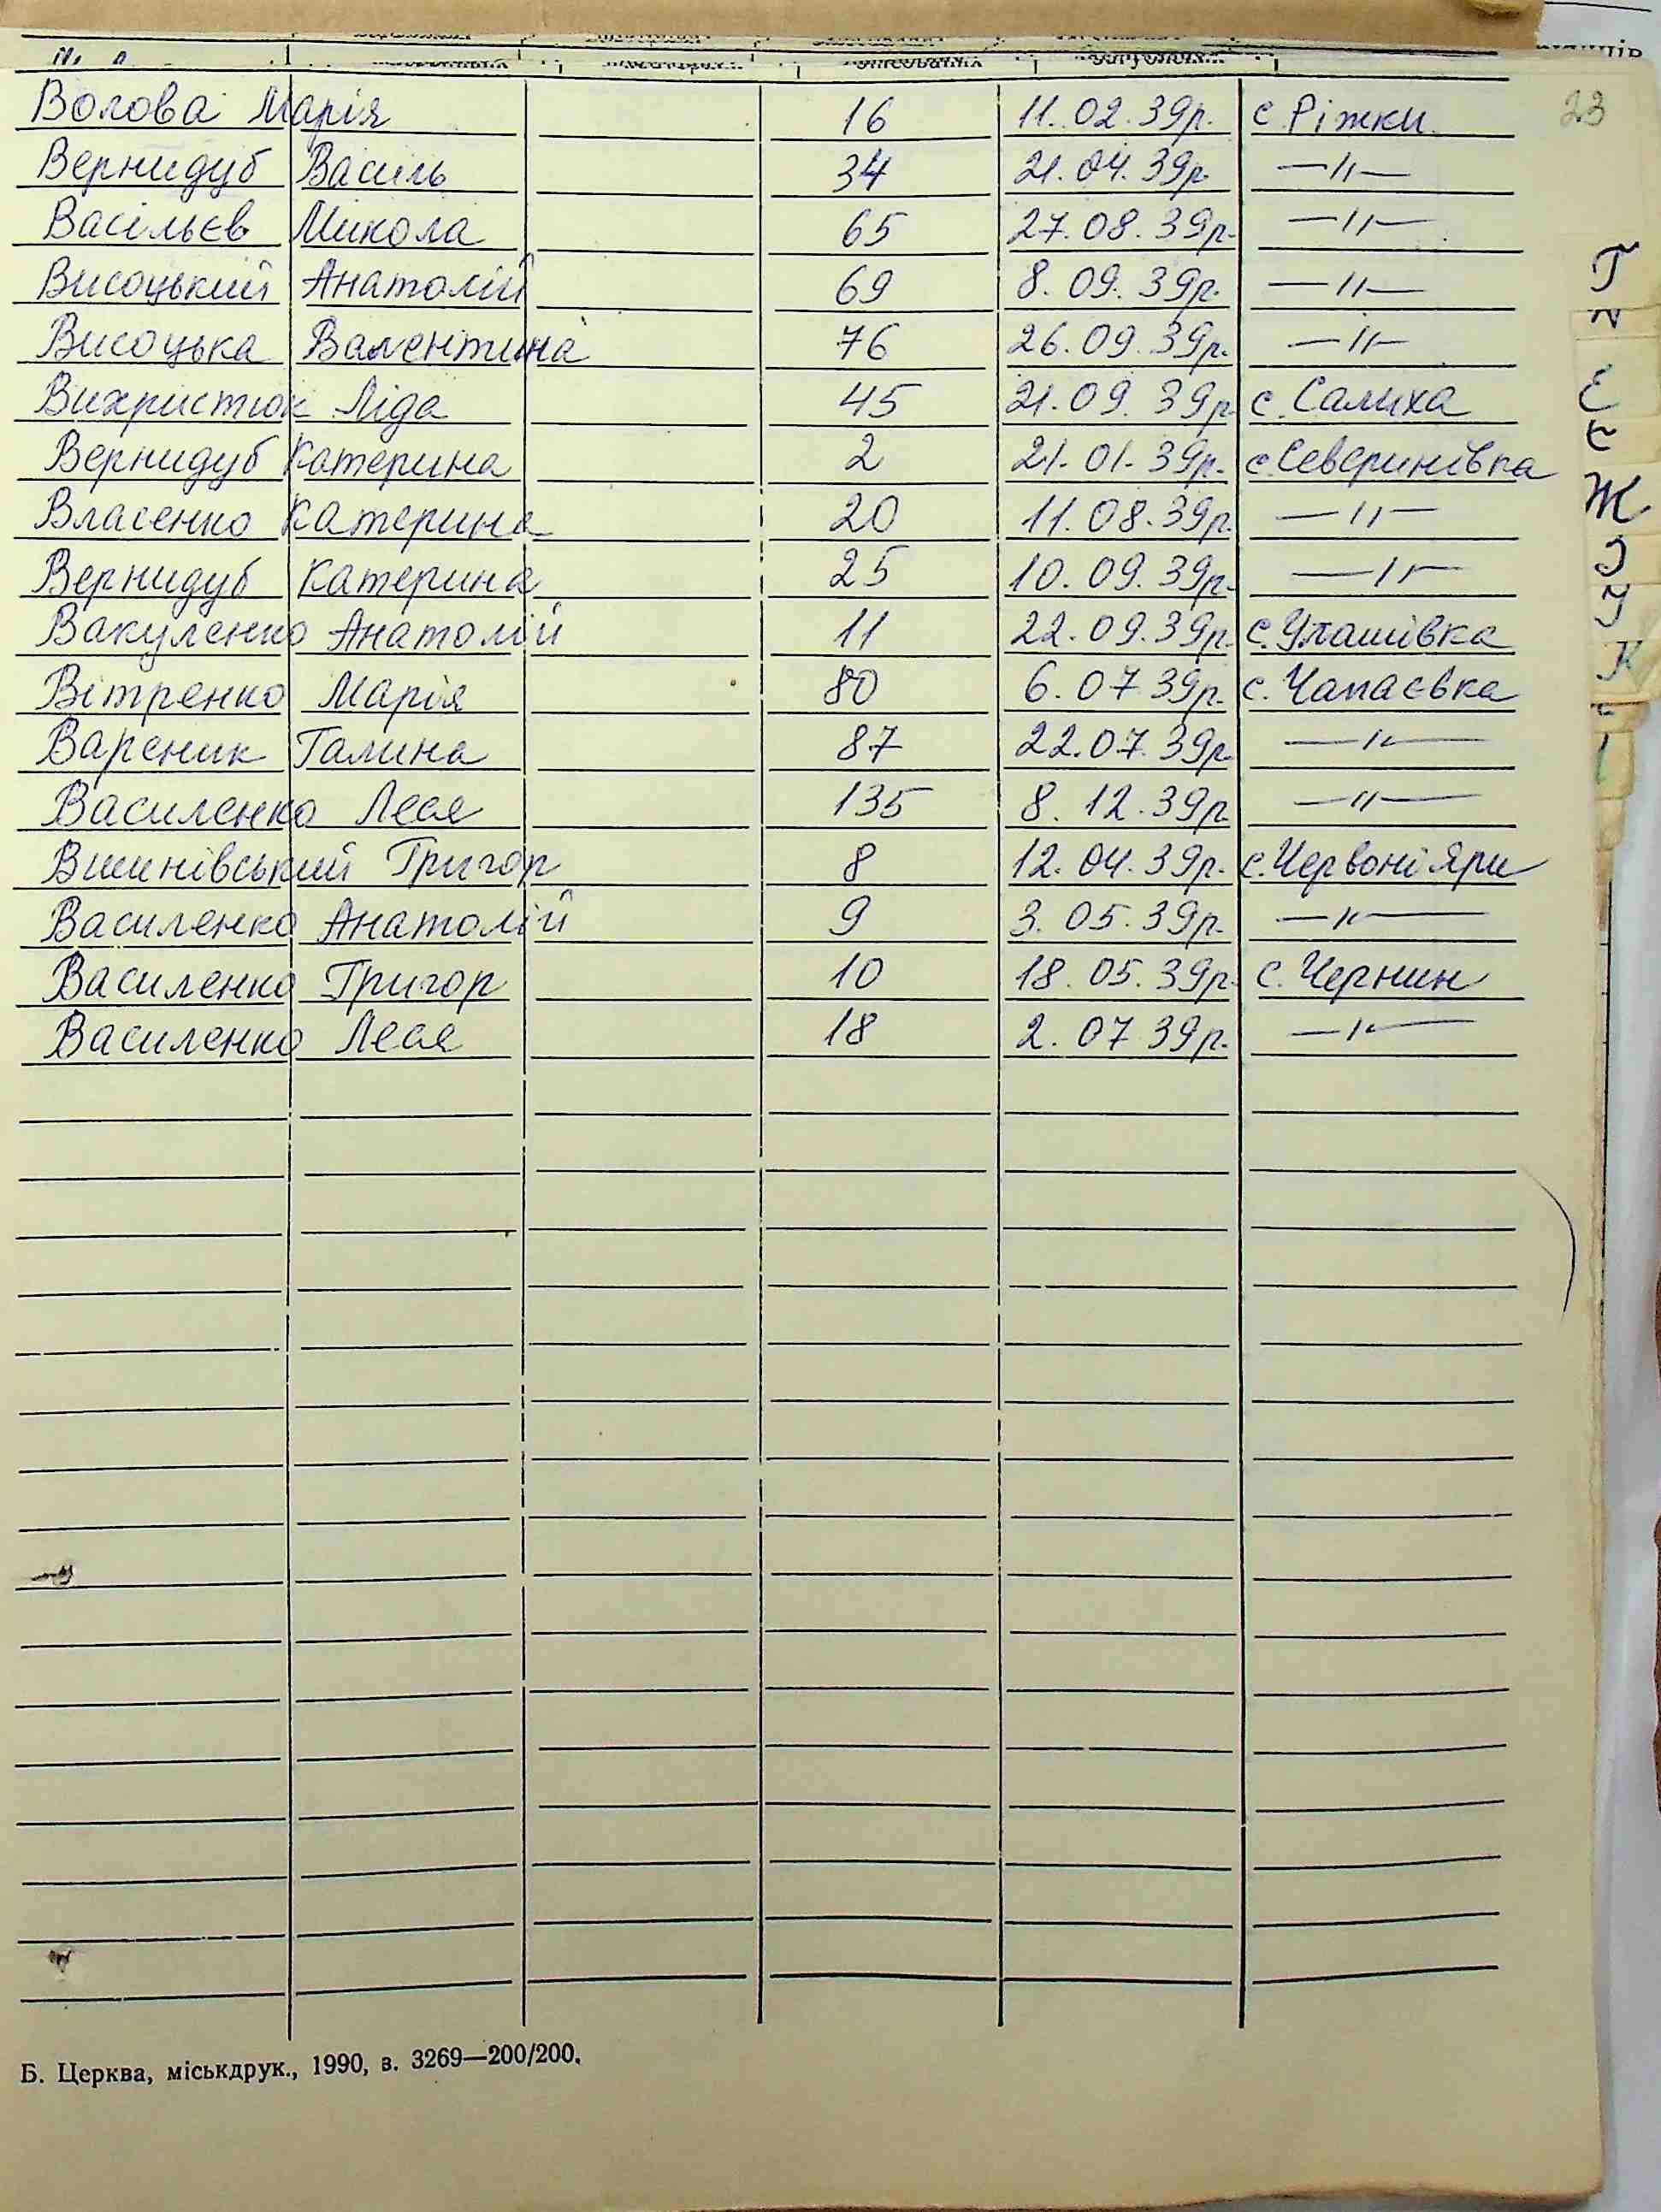 23
Волова Марія 16 11.02.39р. с Ріжки
Вернидуб Василь 34 21.04.39р. —"—
Васільєв Микола 65 27.08.39р. —"—
Висоцький Анатолій 69 8.09.39р. —"—
Висоцька Валентина 76 26.09.39р. —"—
Вихристюк Ліда 45 21.09.39р с. Салиха
Вернидуб Катерина 2 21.01.39р. с Северинівка
Власенко Катерина 20 11.08.39р. —"—
Вернидуб Катерина 25 10.09.39р. —"—
Вакуленко Анатолій 11 22.09.39р. с. Улашівка
Вітренко Марія 80 6.07 39р. с. Чапаєвка
Вареник Галина 87 22.07.39р —"—
Василенко Леся 135 8.12.39р. —"—
Вишнівський Григор 8 12.04.39р. с. Червоні Яри
Василенко Анатолій 9 3.05.39р. —"—
Василенко Григор 10 18.05.39р. с. Чернин
Василенко Леся 18 2.07 39р. —"—
Г
Е
Є
Ж
З
К
Б. Церква, міськдрук., 1990, в. 3269—200/200.